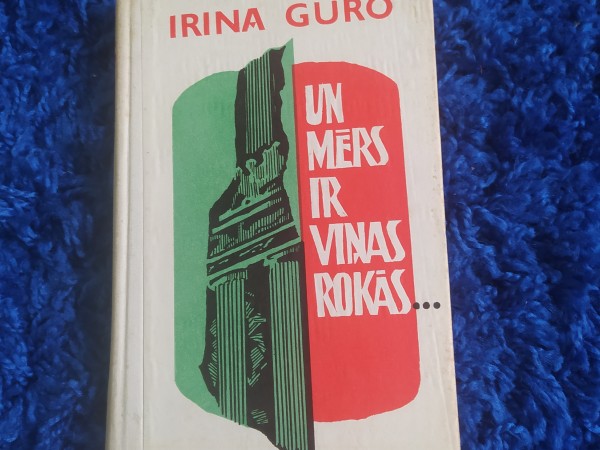 IRINA GURO
UN
MĒRS
IR
VIŅAS
ROKĀS...